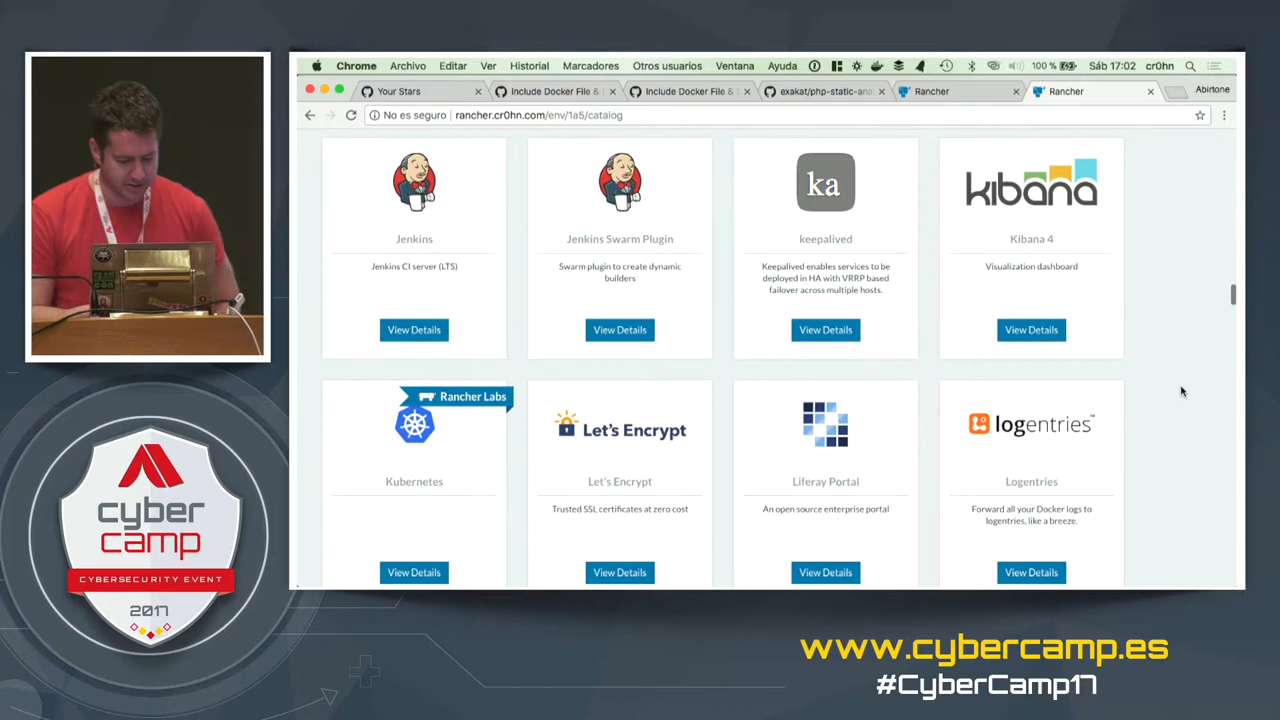 Chrome Archivo Editar Ver Historial Marcadores Otros usuarios Ventana Ayuda 100 % Sáb 17:02 cr0hn
Your Stars Include Docker File & Include Docker File & exakat/php-static-ana Rancher Rancher Abirtone
No es seguro rancher.cr0hn.com/env/1a5/catalog
ka kibana
Jenkins Jenkins Swarm Plugin keepalived Kibana 4
Jenkins CI server (LTS) Swarm plugin to create dynamic builders Keepalived enables services to be deployed in HA with VRRP based failover across multiple hosts. Visualization dashboard
View Details View Details View Details View Details
Rancher Labs
Let's Encrypt logentries™
Kubernetes Let's Encrypt Liferay Portal Logentries
Trusted SSL certificates at zero cost An open source enterprise portal Forward all your Docker logs to logentries, like a breeze.
View Details View Details View Details View Details
cyber
camp
CYBERSECURITY EVENT
2017
www.cybercamp.es
#CyberCamp17